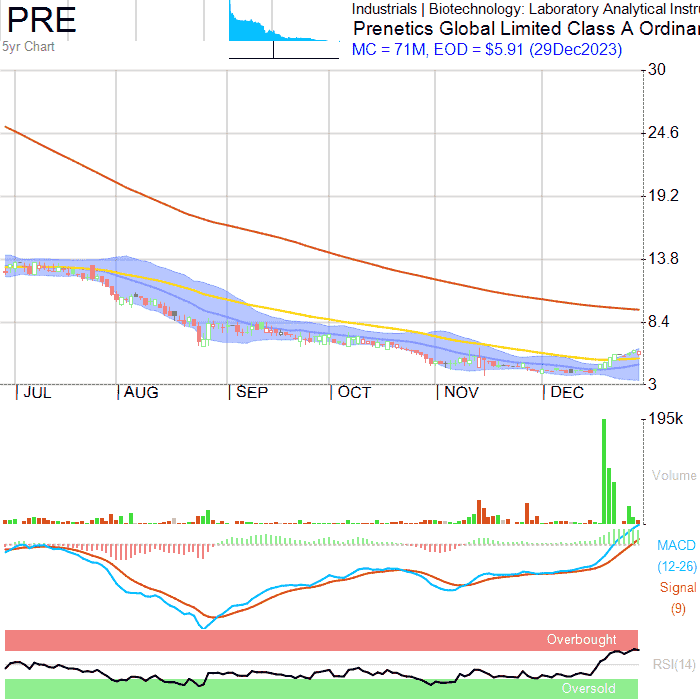 PRE
5yr Chart
Industrials | Biotechnology: Laboratory Analytical Instru
Prenetics Global Limited Class A Ordinar
MC = 71M, EOD = $5.91 (29Dec2023)
30
24.6
19.2
13.8
8.4
3
JUL AUG SEP OCT NOV DEC
195k
Volume
MACD
(12-26)
Signal
(9)
Overbought
RSI(14)
Oversold